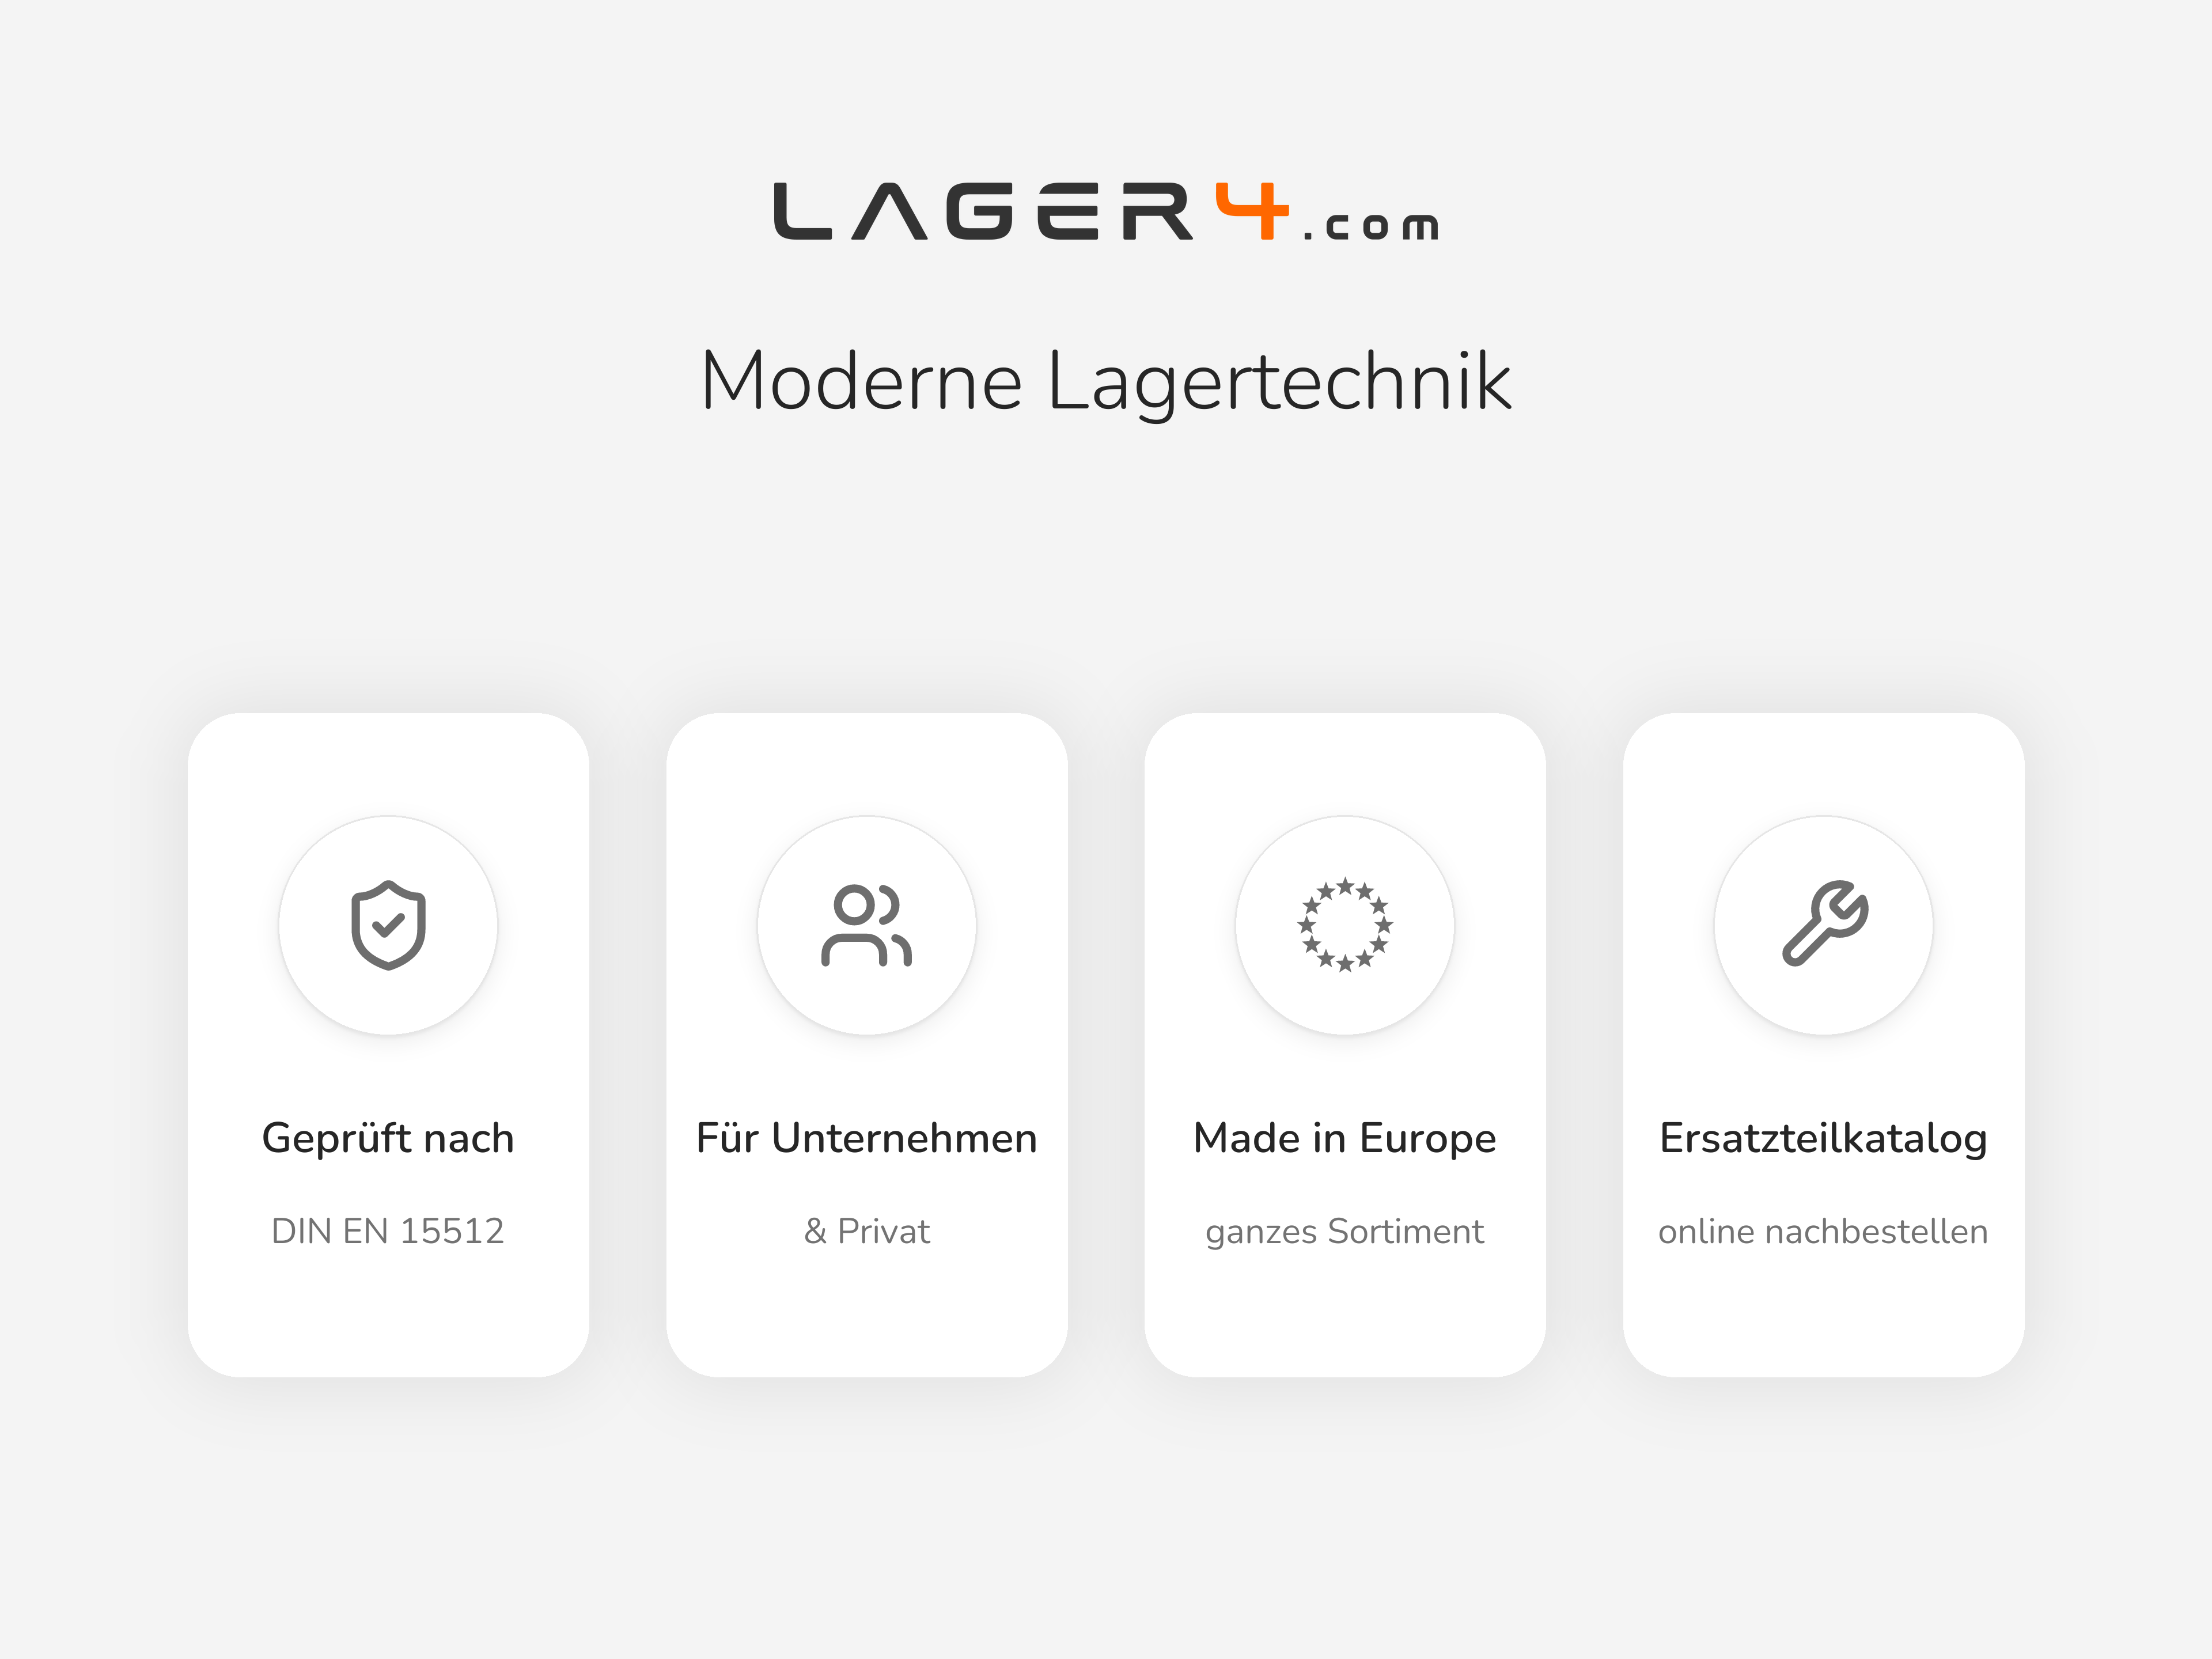 LAGER4.com
Moderne Lagertechnik
Geprüft nach
DIN EN 15512
Für Unternehmen
& Privat
Made in Europe
ganzes Sortiment
Ersatzteilkatalog
online nachbestellen